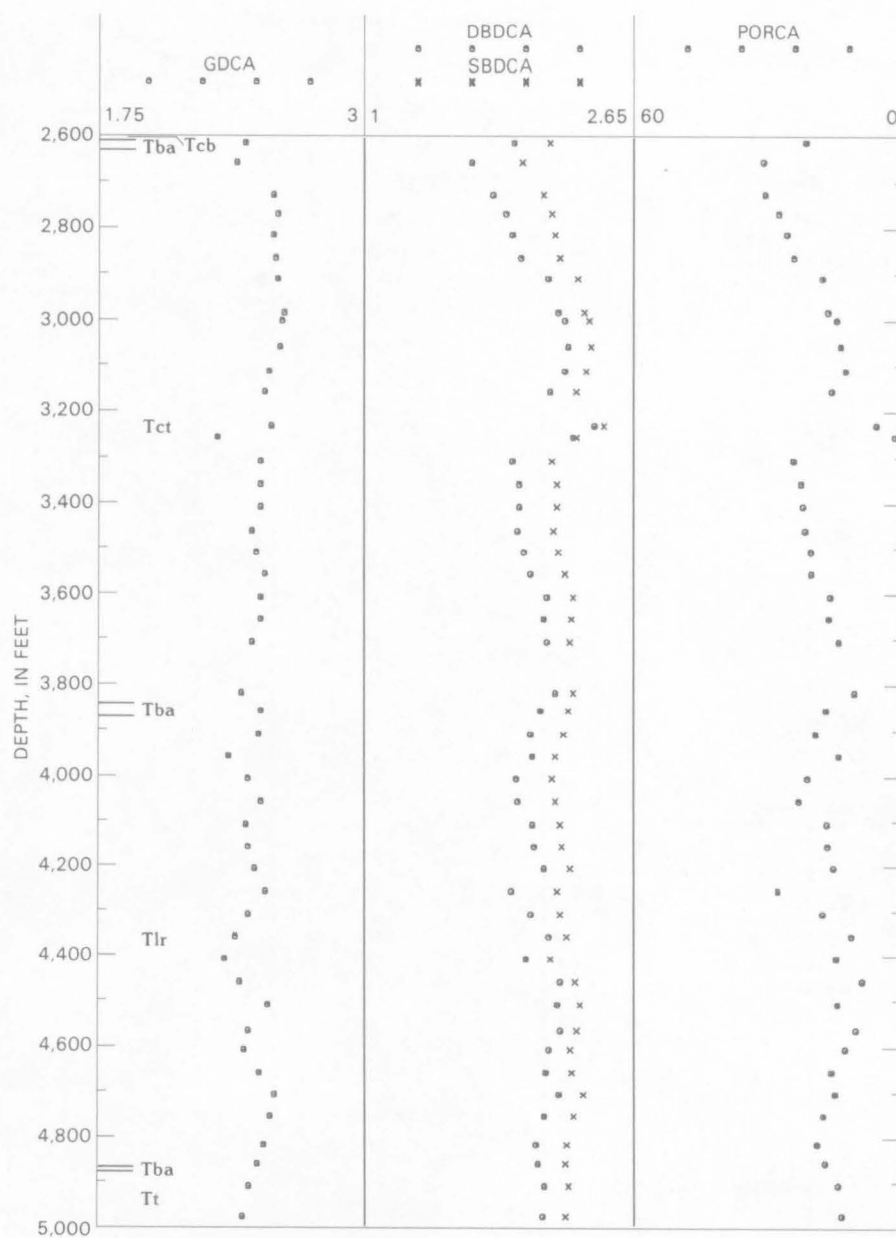 DBDCA
PORCA
GDCA
SBDCA
1.75
3
1
2.65
60
0
2,600
Tba
Tcb
2,800
3,000
3,200
Tct
3,400
3,600
DEPTH, IN FEET
3,800
Tba
4,000
4,200
4,400
Tlr
4,600
4,800
Tba
Tt
5,000